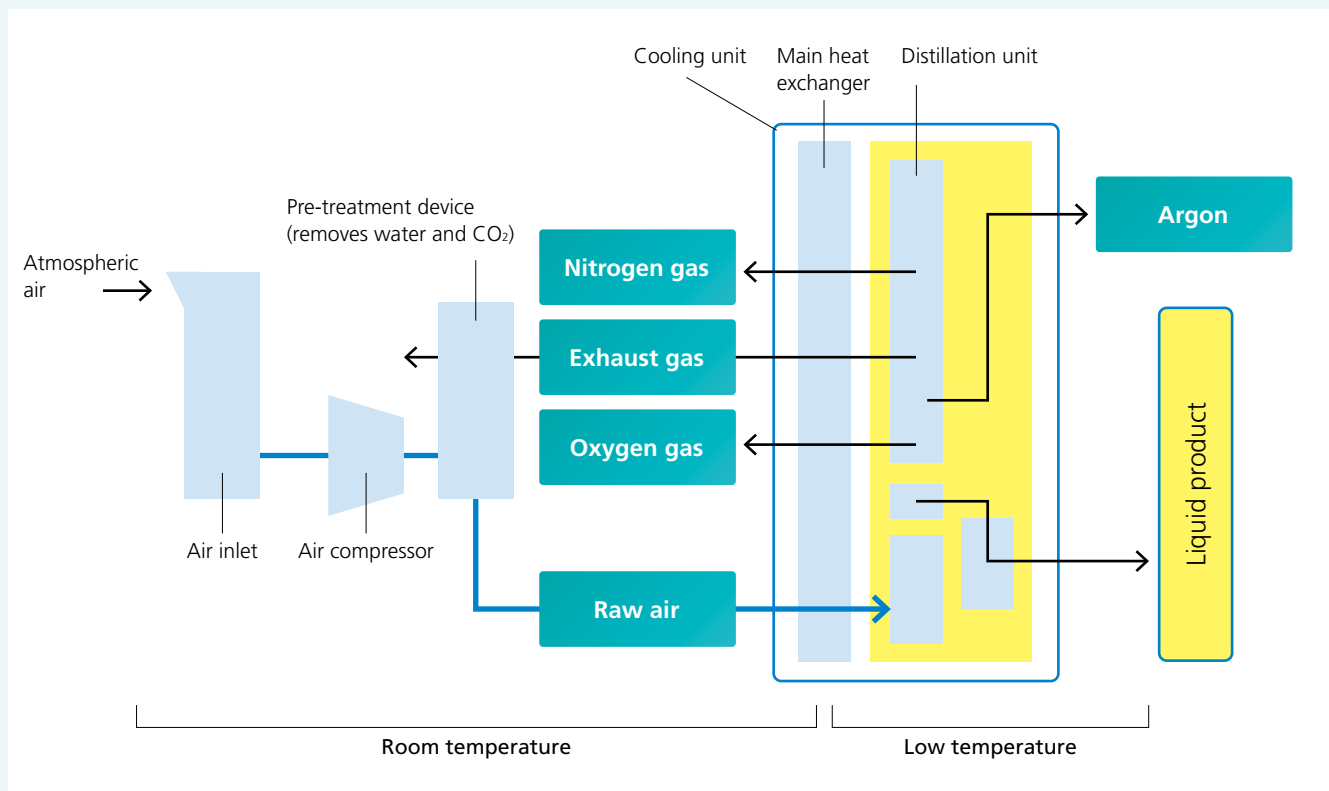 Cooling unit
Main heat
exchanger
Distillation unit
Pre-treatment device
(removes water and CO₂)
Atmospheric
air
Nitrogen gas
Exhaust gas
Oxygen gas
Argon
Liquid product
Air inlet
Air compressor
Raw air
Room temperature
Low temperature